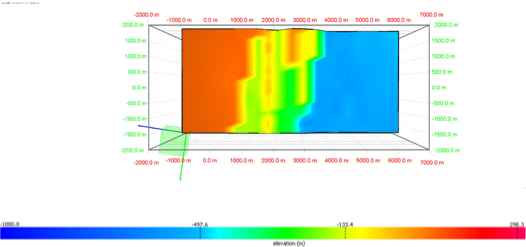 -2000.0 m -1000.0 m 0.0 m 1000.0 m 2000.0 m 3000.0 m 4000.0 m 5000.0 m 6000.0 m 7000.0 m
2000.0 m 2000.0 m
1500.0 m 1500.0 m
1000.0 m 1000.0 m
500.0 m 500.0 m
0.0 m 0.0 m
-500.0 m -500.0 m
-1000.0 m -1000.0 m
-1500.0 m -1500.0 m
-2000.0 m -2000.0 m
-2000.0 m -1000.0 m 0.0 m 1000.0 m 2000.0 m 3000.0 m 4000.0 m 5000.0 m 6000.0 m 7000.0 m
-1000.0 -497.6 -133.4 298.3
elevation (m)